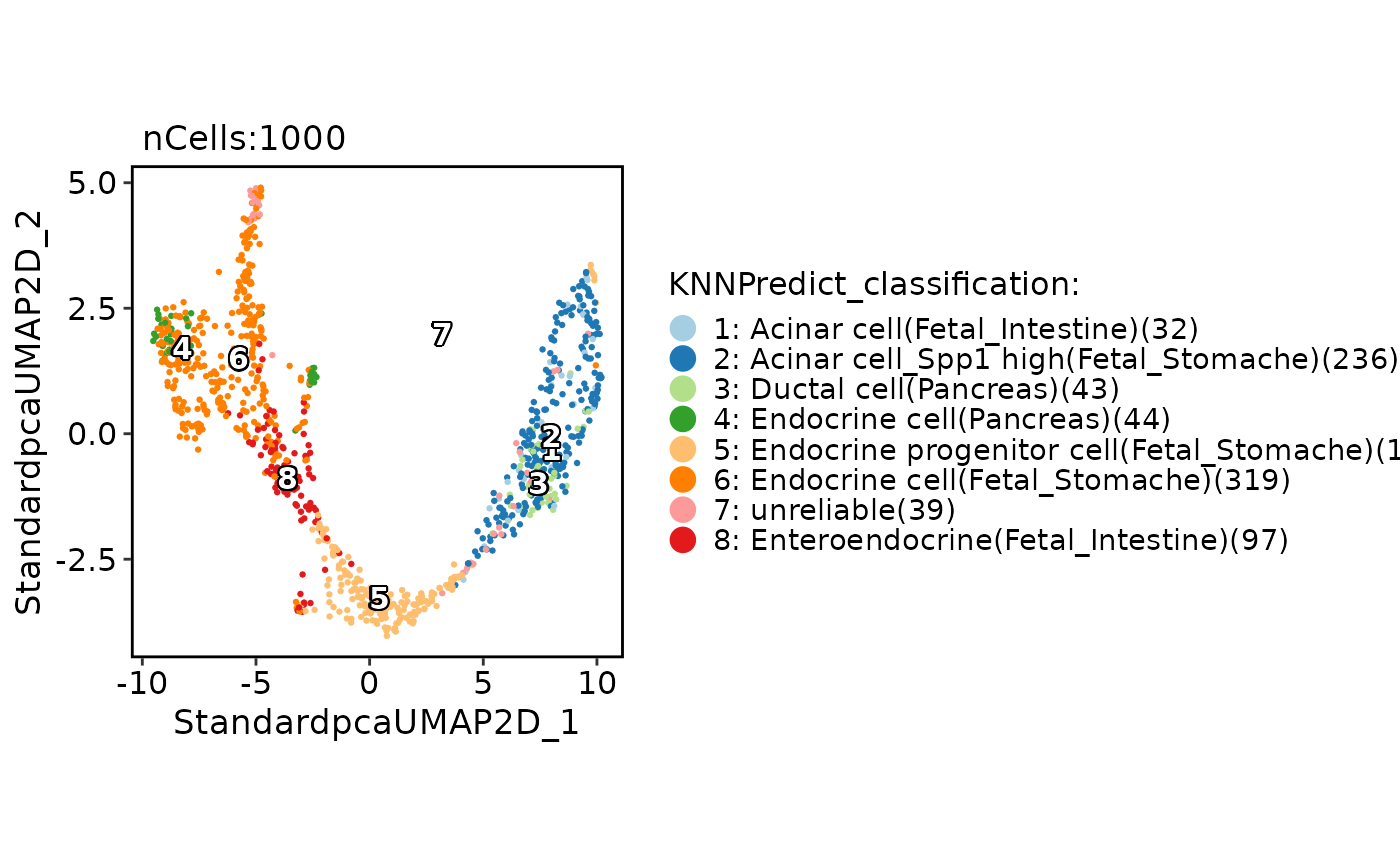 nCells:1000
StandardpcaUMAP2D_2
5.0
2.5
0.0
-2.5
4
6
7
8
5
2
1
3
-10
-5
0
5
10
StandardpcaUMAP2D_1
KNNPredict_classification:
1: Acinar cell(Fetal_Intestine)(32)
2: Acinar cell_Spp1 high(Fetal_Stomache)(236)
3: Ductal cell(Pancreas)(43)
4: Endocrine cell(Pancreas)(44)
5: Endocrine progenitor cell(Fetal_Stomache)(1
6: Endocrine cell(Fetal_Stomache)(319)
7: unreliable(39)
8: Enteroendocrine(Fetal_Intestine)(97)